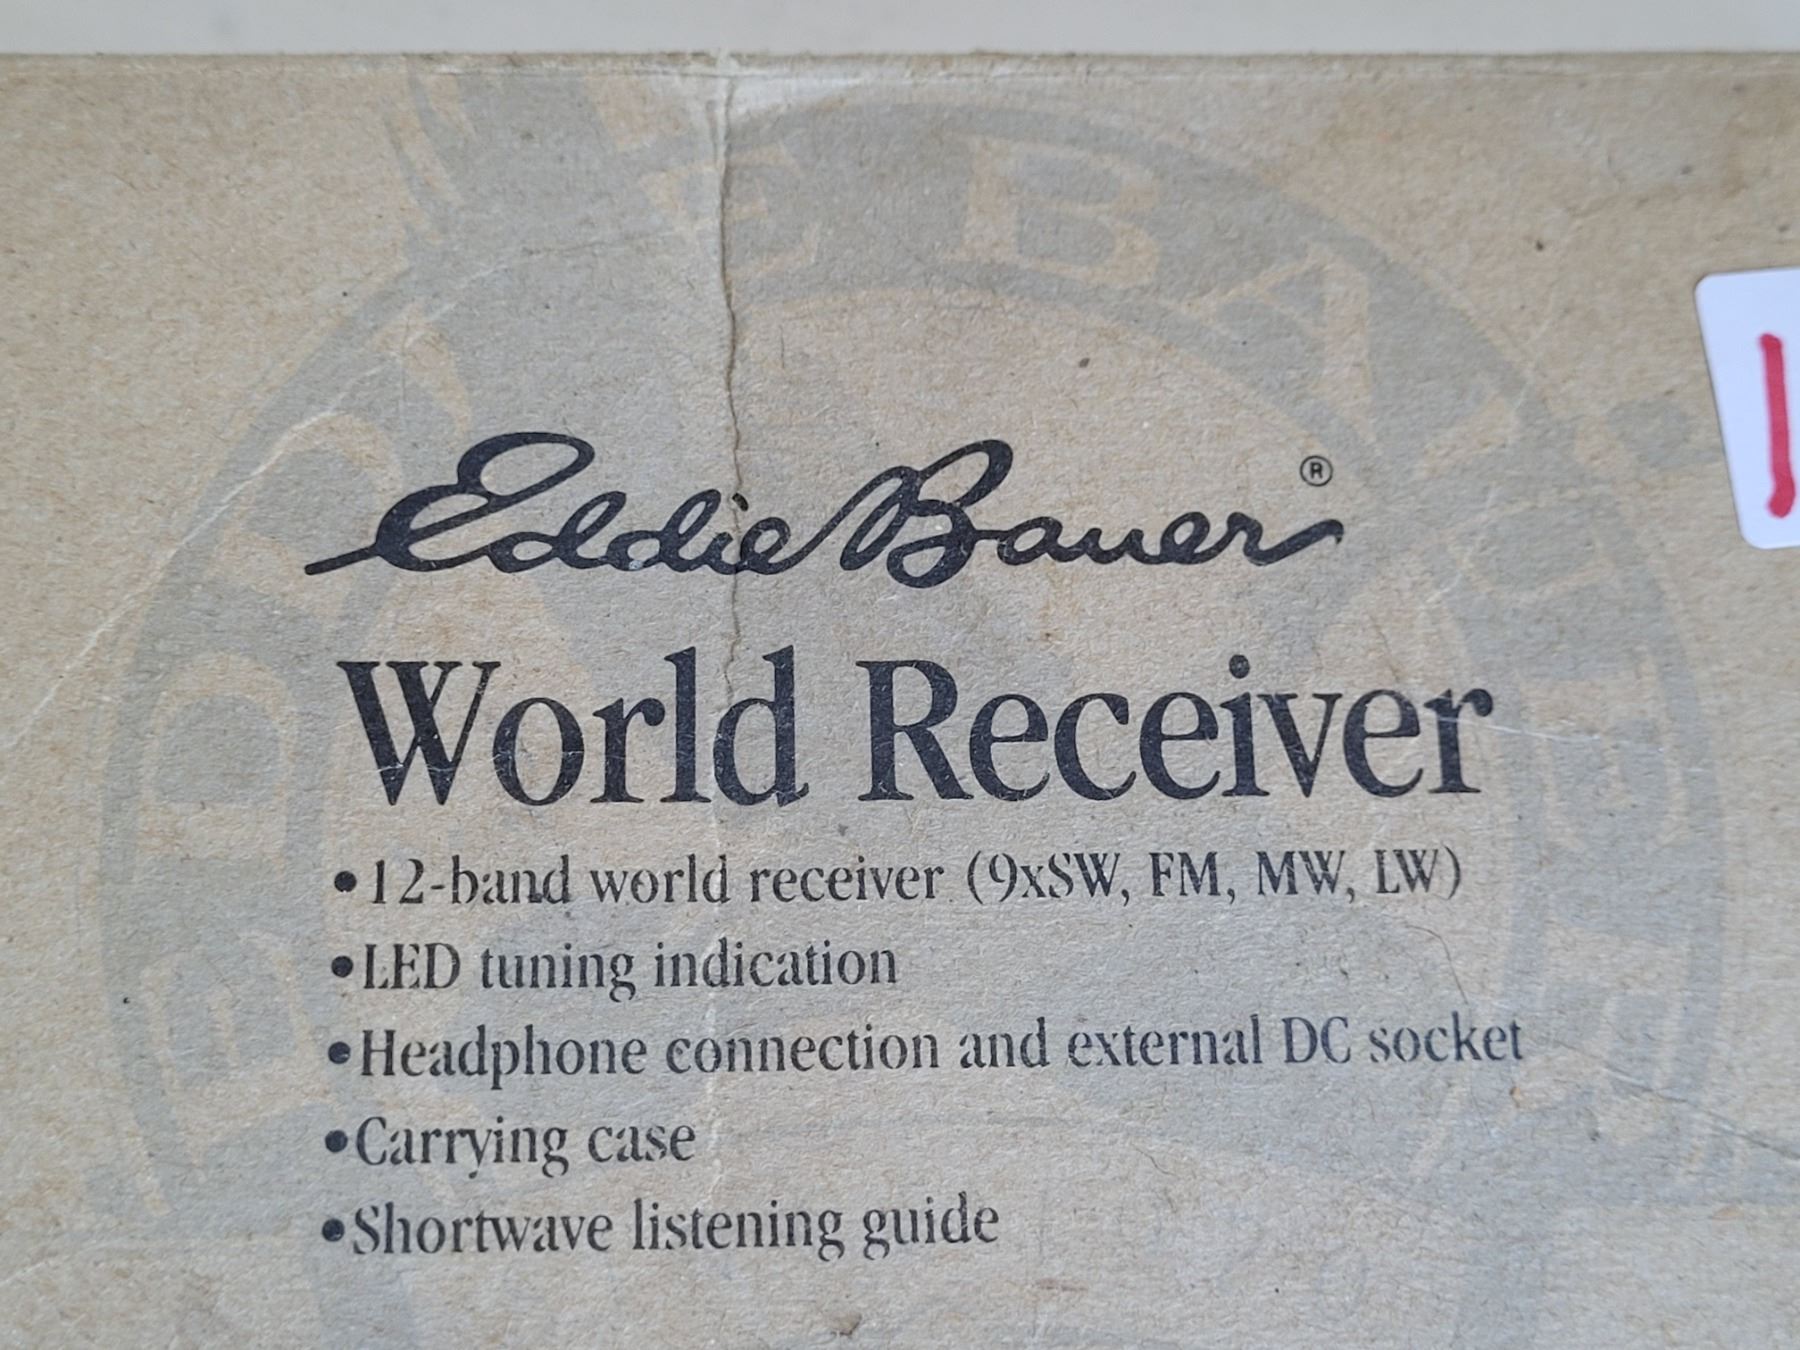 Eddie Bauer®
World Receiver
•12-band world receiver (9xSW, FM, MW, LW)
•LED tuning indication
•Headphone connection and external DC socket
•Carrying case
•Shortwave listening guide